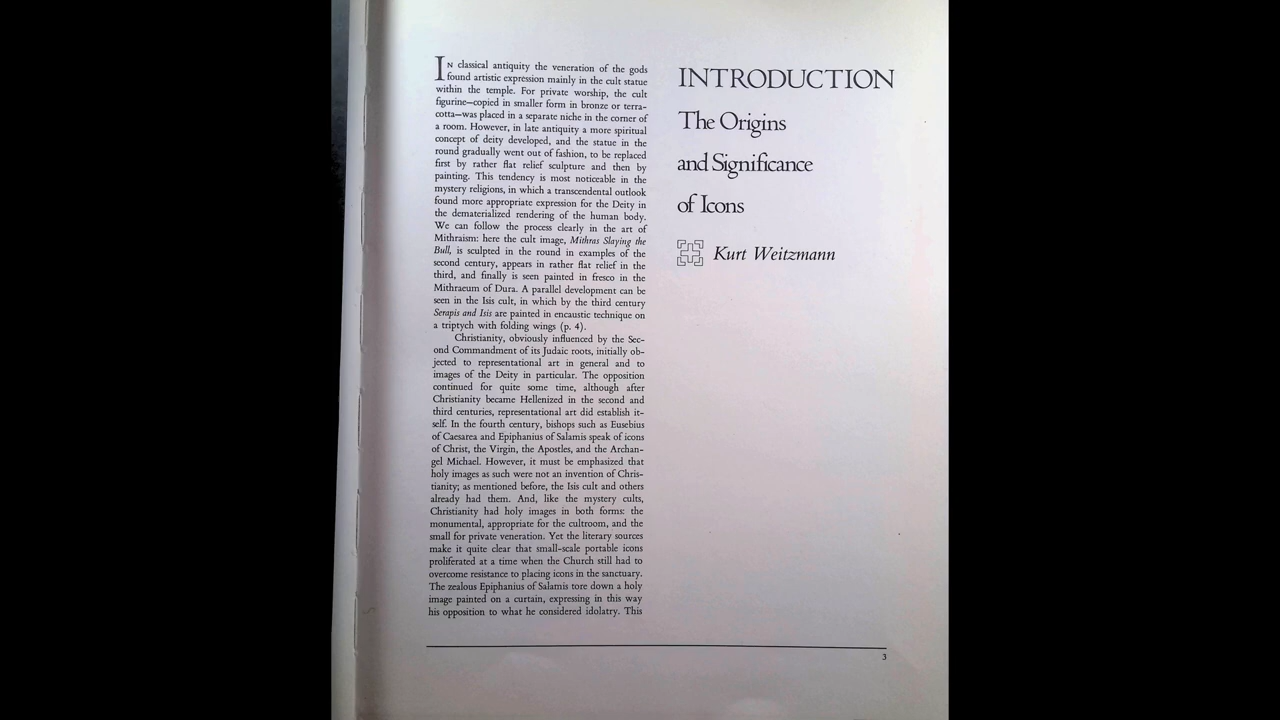 IN classical antiquity the veneration of the gods
found artistic expression mainly in the cult statue
within the temple. For private worship, the cult
figurine—copied in smaller form in bronze or terra-
cotta—was placed in a separate niche in the corner of
a room. However, in late antiquity a more spiritual
concept of deity developed, and the statue in the
round gradually went out of fashion, to be replaced
first by rather flat relief sculpture and then by
painting. This tendency is most noticeable in the
mystery religions, in which a transcendental outlook
found more appropriate expression for the Deity in
the dematerialized rendering of the human body.
We can follow the process clearly in the art of
Mithraism: here the cult image, Mithras Slaying the
Bull, is sculpted in the round in examples of the
second century, appears in rather flat relief in the
third, and finally is seen painted in fresco in the
Mithraeum of Dura. A parallel development can be
seen in the Isis cult, in which by the third century
Serapis and Isis are painted in encaustic technique on
a triptych with folding wings (p. 4).
Christianity, obviously influenced by the Sec-
ond Commandment of its Judaic roots, initially ob-
jected to representational art in general and to
images of the Deity in particular. The opposition
continued for quite some time, although after
Christianity became Hellenized in the second and
third centuries, representational art did establish it-
self. In the fourth century, bishops such as Eusebius
of Caesarea and Epiphanius of Salamis speak of icons
of Christ, the Virgin, the Apostles, and the Archan-
gel Michael. However, it must be emphasized that
holy images as such were not an invention of Chris-
tianity; as mentioned before, the Isis cult and others
already had them. And, like the mystery cults,
Christianity had holy images in both forms: the
monumental, appropriate for the cultroom, and the
small for private veneration. Yet the literary sources
make it quite clear that small-scale portable icons
proliferated at a time when the Church still had to
overcome resistance to placing icons in the sanctuary.
The zealous Epiphanius of Salamis tore down a holy
image painted on a curtain, expressing in this way
his opposition to what he considered idolatry. This
INTRODUCTION
The Origins
and Significance
of Icons
Kurt Weitzmann
3